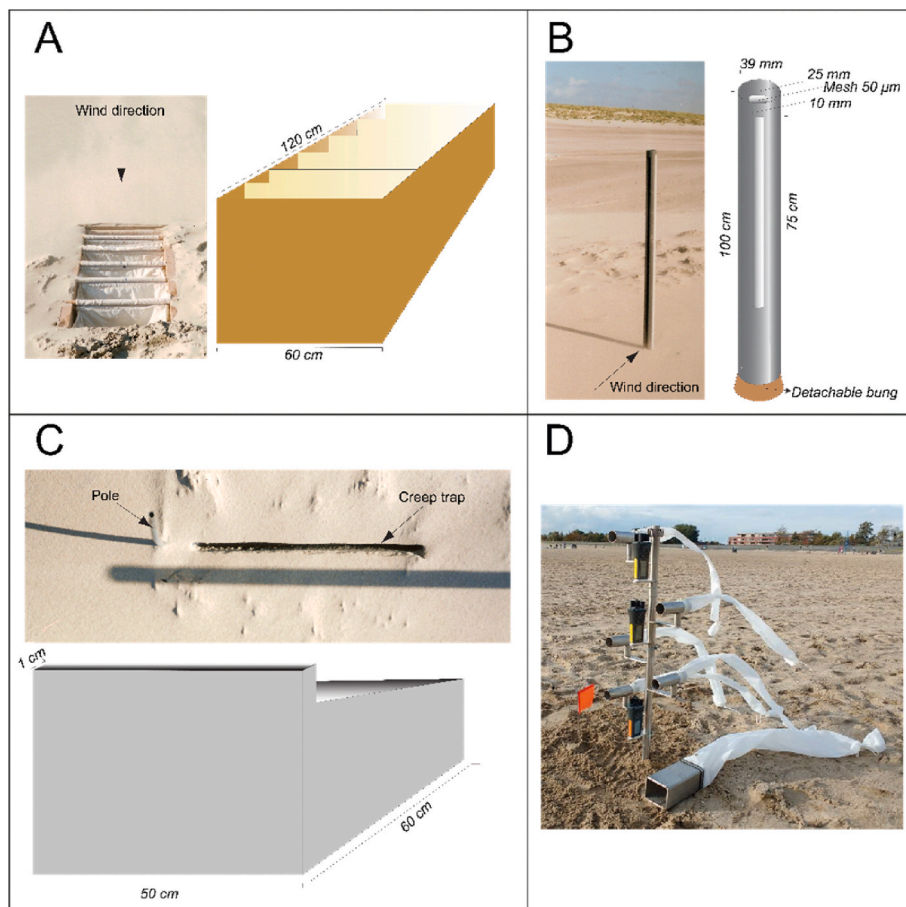 A
Wind direction
120 cm
60 cm
B
39 mm
25 mm
Mesh 50 µm
10 mm
100 cm
75 cm
Wind direction
Detachable bung
C
Pole
Creep trap
1 cm
60 cm
50 cm
D